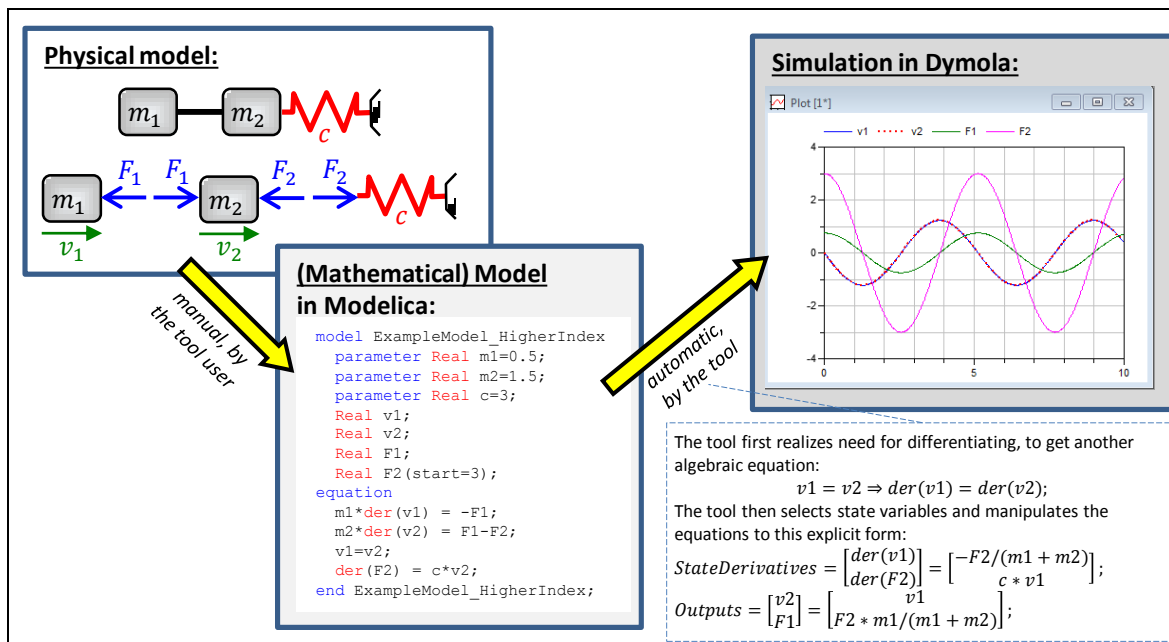 Physical model:
m₁ m₂
c
F₁ F₁ F₂ F₂
m₁ m₂
c
v₁ v₂
manual, by
the tool user
(Mathematical) Model
in Modelica:
model ExampleModel_HigherIndex
parameter Real m1=0.5;
parameter Real m2=1.5;
parameter Real c=3;
Real v1;
Real v2;
Real F1;
Real F2(start=3);
equation
m1*der(v1) = -F1;
m2*der(v2) = F1-F2;
v1=v2;
der(F2) = c*v2;
end ExampleModel_HigherIndex;
automatic,
by the tool
Simulation in Dymola:
Plot [1*]
v1 v2 F1 F2
4
2
0
-2
-4
0 5 10
The tool first realizes need for differentiating, to get another
algebraic equation:
v1 = v2 ⇒ der(v1) = der(v2);
The tool then selects state variables and manipulates the
equations to this explicit form:
StateDerivatives = [der(v1) der(F2)] = [−F2/(m1 + m2) c ∗ v1];
Outputs = [v2 F1] = [v1 F2 ∗ m1/(m1 + m2)];